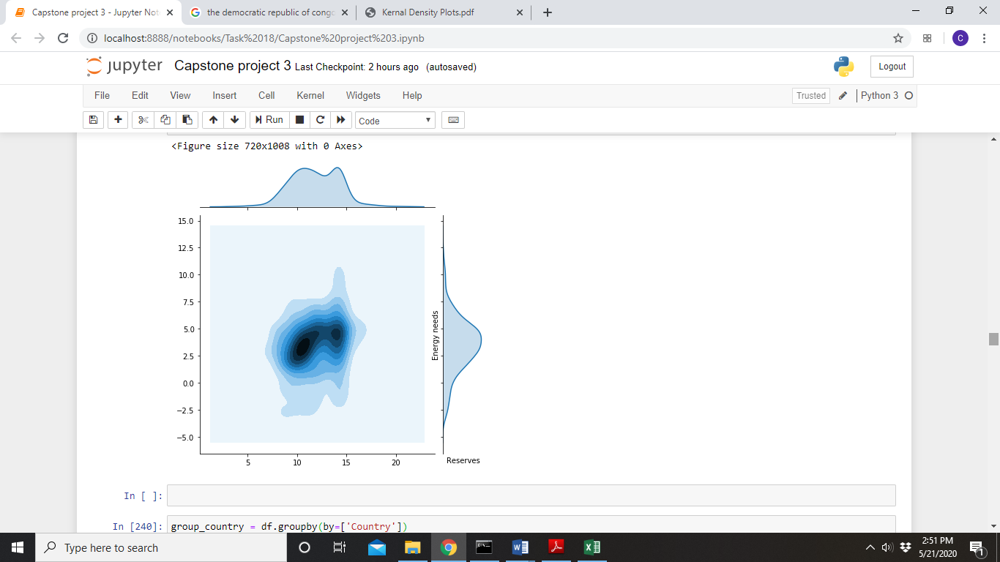 Capstone project 3 - Jupyter Not
the democratic republic of congo
Kernal Density Plots.pdf
localhost:8888/notebooks/Task%2018/Capstone%20project%203.ipynb
C
jupyter Capstone project 3 Last Checkpoint: 2 hours ago (autosaved)
Logout
File Edit View Insert Cell Kernel Widgets Help
Trusted Python 3
Run Code
<Figure size 720x1008 with 0 Axes>
15.0
12.5
10.0
7.5
5.0
2.5
0.0
−2.5
−5.0
Energy needs
5 10 15 20
Reserves
In [ ]:
In [240]: group_country = df.groupby(by=['Country'])
Type here to search
2:51 PM
5/21/2020
1